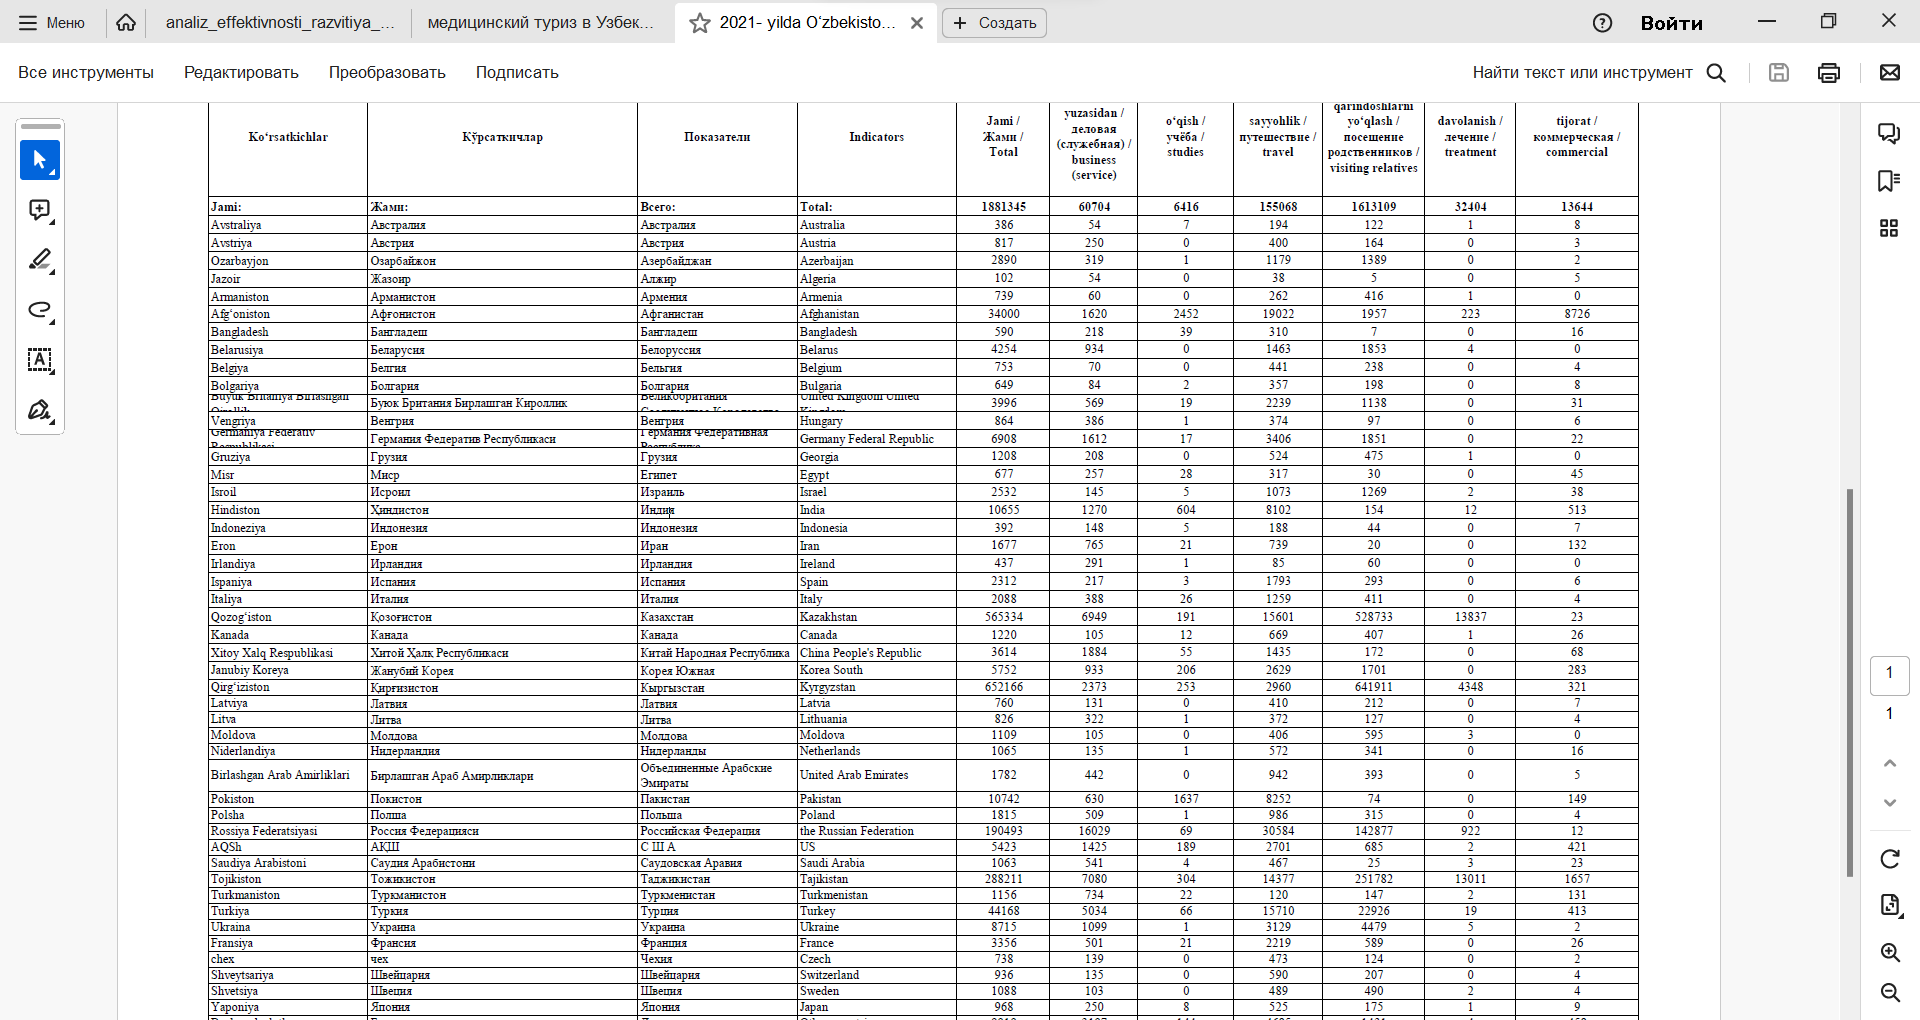 Меню
analiz_effektivnosti_razvitiya_...
медицинский туриз в Узбек...
2021- yilda Oʻzbekisto...
Создать
Войти
Все инструменты Редактировать Преобразовать Подписать
Найти текст или инструмент
Koʻrsatkichlar Кўрсаткичлар Показатели Indicators
Jami /
Жами /
Total
yuzasidan /
деловая
(служебная) /
business
(service)
oʻqish /
учёба /
studies
sayyohlik /
путешествие /
travel
qarindoshlarni
yoʻqlash /
посещение
родственников /
visiting relatives
davolanish /
лечение /
treatment
tijorat /
коммерческая /
commercial
Jami: Жами: Всего: Total: 1881345 60704 6416 155068 1613109 32404 13644
Avstraliya Австралия Австралия Australia 386 54 7 194 122 1 8
Avstriya Австрия Австрия Austria 817 250 0 400 164 0 3
Ozarbayjon Озарбайжон Азербайджан Azerbaijan 2890 319 1 1179 1389 0 2
Jazoir Жазоир Алжир Algeria 102 54 0 38 5 0 5
Armaniston Арманистон Армения Armenia 739 60 0 262 416 1 0
Afgʻoniston Афғонистон Афганистан Afghanistan 34000 1620 2452 19022 1957 223 8726
Bangladesh Бангладеш Бангладеш Bangladesh 590 218 39 310 7 0 16
Belarusiya Беларусия Белоруссия Belarus 4254 934 0 1463 1853 4 0
Belgiya Белгия Бельгия Belgium 753 70 0 441 238 0 4
Bolgariya Болгария Болгария Bulgaria 649 84 2 357 198 0 8
Buyuk Britaniya Birlashgan Буюк Британия Бирлашган Кироллик Великобритания United Kingdom United 3996 569 19 2239 1138 0 31
Vengriya Венгрия Венгрия Hungary 864 386 1 374 97 0 6
Germaniya Federativ Германия Федератив Республикаси Германия Федеративная Germany Federal Republic 6908 1612 17 3406 1851 0 22
Gruziya Грузия Грузия Georgia 1208 208 0 524 475 1 0
Misr Миср Египет Egypt 677 257 28 317 30 0 45
Isroil Исроил Израиль Israel 2532 145 5 1073 1269 2 38
Hindiston Ҳиндистон Индия India 10655 1270 604 8102 154 12 513
Indoneziya Индонезия Индонезия Indonesia 392 148 5 188 44 0 7
Eron Ерон Иран Iran 1677 765 21 739 20 0 132
Irlandiya Ирландия Ирландия Ireland 437 291 1 85 60 0 0
Ispaniya Испания Испания Spain 2312 217 3 1793 293 0 6
Italiya Италия Италия Italy 2088 388 26 1259 411 0 4
Qozogʻiston Қозоғистон Казахстан Kazakhstan 565334 6949 191 15601 528733 13837 23
Kanada Канада Канада Canada 1220 105 12 669 407 1 26
Xitoy Xalq Respublikasi Хитой Ҳалқ Республикаси Китай Народная Республика China People's Republic 3614 1884 55 1435 172 0 68
Janubiy Koreya Жанубий Корея Корея Южная Korea South 5752 933 206 2629 1701 0 283
Qirgʻiziston Қирғизистон Кыргызстан Kyrgyzstan 652166 2373 253 2960 641911 4348 321
Latviya Латвия Латвия Latvia 760 131 0 410 212 0 7
Litva Литва Литва Lithuania 826 322 1 372 127 0 4
Moldova Молдова Молдова Moldova 1109 105 0 406 595 3 0
Niderlandiya Нидерландия Нидерланды Netherlands 1065 135 1 572 341 0 16
Birlashgan Arab Amirliklari Бирлашган Араб Амирликлари Объединенные Арабские Эмираты United Arab Emirates 1782 442 0 942 393 0 5
Pokiston Покистон Пакистан Pakistan 10742 630 1637 8252 74 0 149
Polsha Полша Польша Poland 1815 509 1 986 315 0 4
Rossiya Federatsiyasi Россия Федерацияси Российская Федерация the Russian Federation 190493 16029 69 30584 142877 922 12
AQSh АҚШ С Ш А US 5423 1425 189 2701 685 2 421
Saudiya Arabistoni Саудия Арабистони Саудовская Аравия Saudi Arabia 1063 541 4 467 25 3 23
Tojikiston Тожикистон Таджикистан Tajikistan 288211 7080 304 14377 251782 13011 1657
Turkmaniston Туркманистон Туркменистан Turkmenistan 1156 734 22 120 147 2 131
Turkiya Туркия Турция Turkey 44168 5034 66 15710 22926 19 413
Ukraina Украина Украина Ukraine 8715 1099 1 3129 4479 5 2
Fransiya Франсия Франция France 3356 501 21 2219 589 0 26
chex чех Чехия Czech 738 139 0 473 124 0 2
Shveytsariya Швейцария Швейцария Switzerland 936 135 0 590 207 0 4
Shvetsiya Швеция Швеция Sweden 1088 103 0 489 490 2 4
Yaponiya Япония Япония Japan 968 250 8 525 175 1 9
1
1